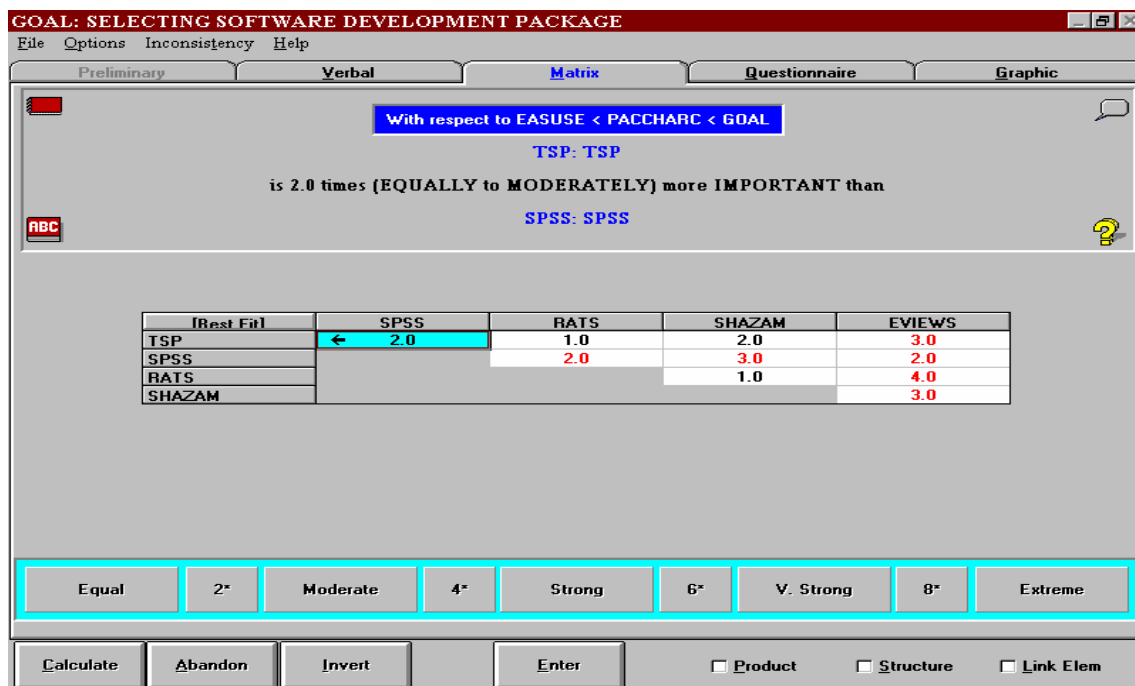 GOAL: SELECTING SOFTWARE DEVELOPMENT PACKAGE
File Options Inconsistency Help
Preliminary Verbal Matrix Questionnaire Graphic
With respect to EASUSE < PACCHARC < GOAL
TSP: TSP
is 2.0 times (EQUALLY to MODERATELY) more IMPORTANT than
SPSS: SPSS
ABC
[Best Fit] SPSS RATS SHAZAM EVIEWS
TSP ← 2.0 1.0 2.0 3.0
SPSS 2.0 3.0 2.0
RATS 1.0 4.0
SHAZAM 3.0
Equal 2* Moderate 4* Strong 6* V. Strong 8* Extreme
Calculate Abandon Invert Enter Product Structure Link Elem